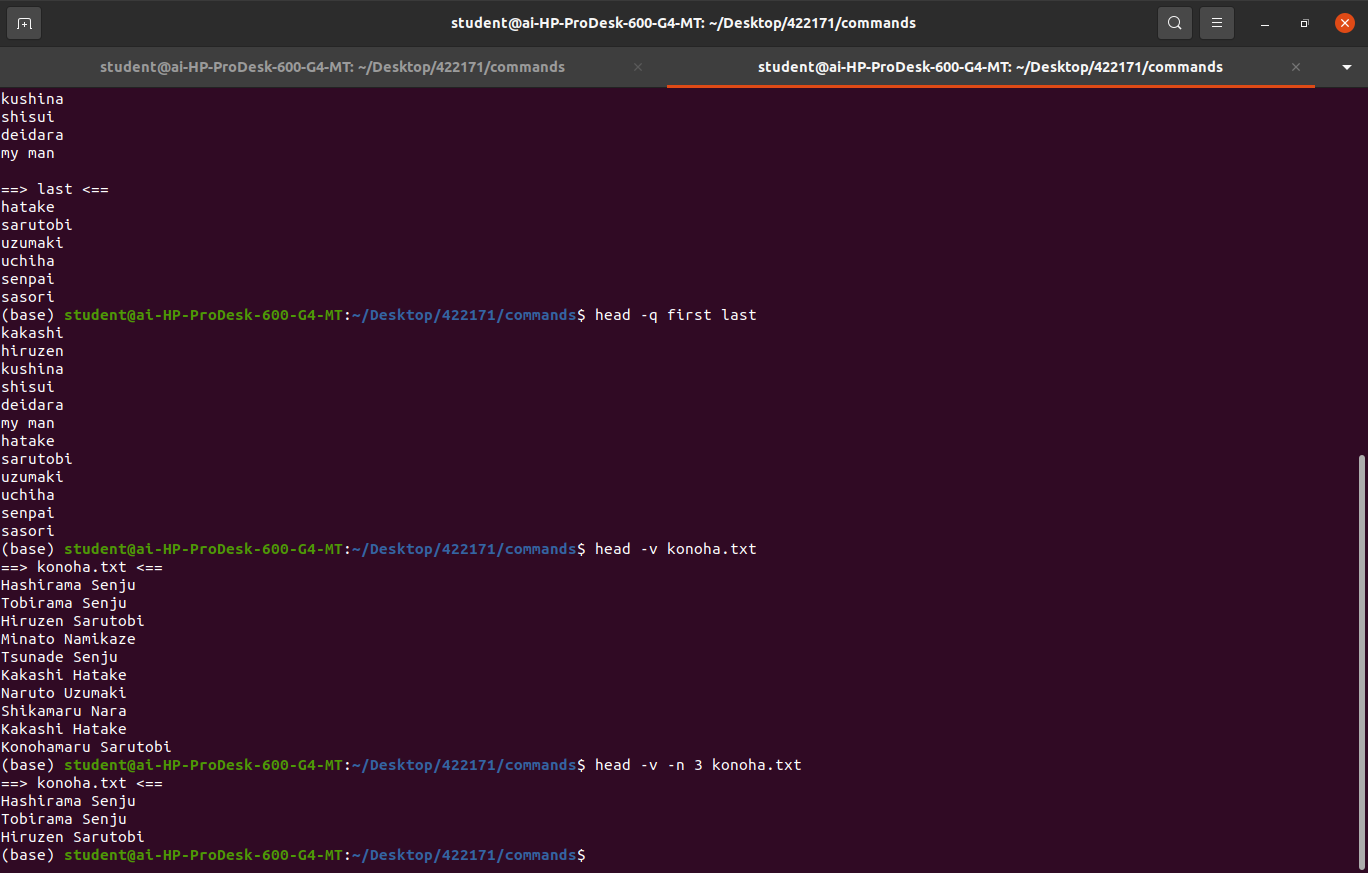 student@ai-HP-ProDesk-600-G4-MT: ~/Desktop/422171/commands
student@ai-HP-ProDesk-600-G4-MT: ~/Desktop/422171/commands
student@ai-HP-ProDesk-600-G4-MT: ~/Desktop/422171/commands
kushina
shisui
deidara
my man

==> last <==
hatake
sarutobi
uzumaki
uchiha
senpai
sasori
(base) student@ai-HP-ProDesk-600-G4-MT:~/Desktop/422171/commands$ head -q first last
kakashi
hiruzen
kushina
shisui
deidara
my man
hatake
sarutobi
uzumaki
uchiha
senpai
sasori
(base) student@ai-HP-ProDesk-600-G4-MT:~/Desktop/422171/commands$ head -v konoha.txt
==> konoha.txt <==
Hashirama Senju
Tobirama Senju
Hiruzen Sarutobi
Minato Namikaze
Tsunade Senju
Kakashi Hatake
Naruto Uzumaki
Shikamaru Nara
Kakashi Hatake
Konohamaru Sarutobi
(base) student@ai-HP-ProDesk-600-G4-MT:~/Desktop/422171/commands$ head -v -n 3 konoha.txt
==> konoha.txt <==
Hashirama Senju
Tobirama Senju
Hiruzen Sarutobi
(base) student@ai-HP-ProDesk-600-G4-MT:~/Desktop/422171/commands$